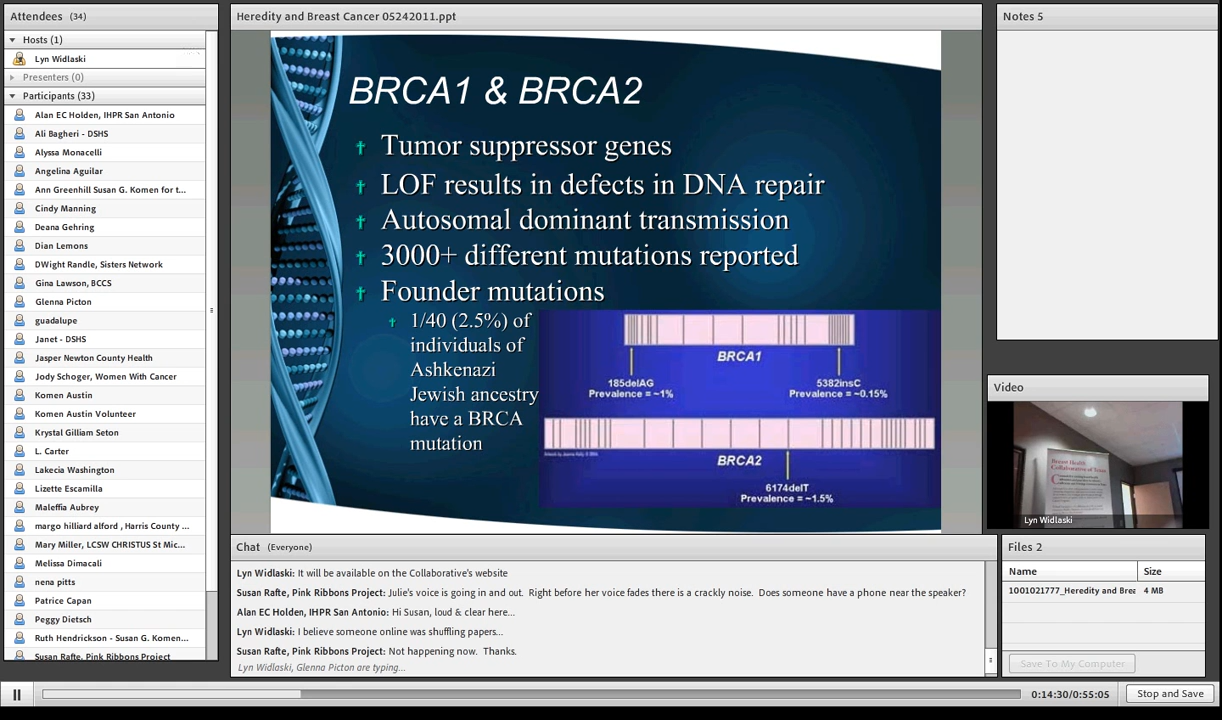 Attendees (34)
Hosts (1)
Lyn Widlaski
Presenters (0)
Participants (33)
Alan EC Holden, IHPR San Antonio
Ali Bagheri - DSHS
Alyssa Monacelli
Angelina Aguilar
Ann Greenhill Susan G. Komen for t...
Cindy Manning
Deana Gehring
Dian Lemons
DWight Randle, Sisters Network
Gina Lawson, BCCS
Glenna Picton
guadalupe
Janet - DSHS
Jasper Newton County Health
Jody Schoger, Women With Cancer
Komen Austin
Komen Austin Volunteer
Krystal Gilliam Seton
L. Carter
Lakecia Washington
Lizette Escamilla
Maleffia Aubrey
margo hilliard alford , Harris County ...
Mary Miller, LCSW CHRISTUS St Mic...
Melissa Dimacali
nena pitts
Patrice Capan
Peggy Dietsch
Ruth Hendrickson - Susan G. Komen...
Susan Rafte, Pink Ribbons Project
Heredity and Breast Cancer 05242011.ppt
BRCA1 & BRCA2
Tumor suppressor genes
LOF results in defects in DNA repair
Autosomal dominant transmission
3000+ different mutations reported
Founder mutations
1/40 (2.5%) of
individuals of
Ashkenazi
Jewish ancestry
have a BRCA
mutation
BRCA1
185delAG
Prevalence = ~1%
5382insC
Prevalence = ~0.15%
BRCA2
6174delT
Prevalence = ~1.5%
Chat (Everyone)
Lyn Widlaski: It will be available on the Collaborative's website
Susan Rafte, Pink Ribbons Project: Julie's voice is going in and out. Right before her voice fades there is a crackly noise. Does someone have a phone near the speaker?
Alan EC Holden, IHPR San Antonio: Hi Susan, loud & clear here...
Lyn Widlaski: I believe someone online was shuffling papers...
Susan Rafte, Pink Ribbons Project: Not happening now. Thanks.
Lyn Widlaski, Glenna Picton are typing...
Notes 5
Video
Breast Health
Collaborative of Texas
Lyn Widlaski
Files 2
Name Size
1001021777_Heredity and Brea 4 MB
Save To My Computer
0:14:30/0:55:05
Stop and Save